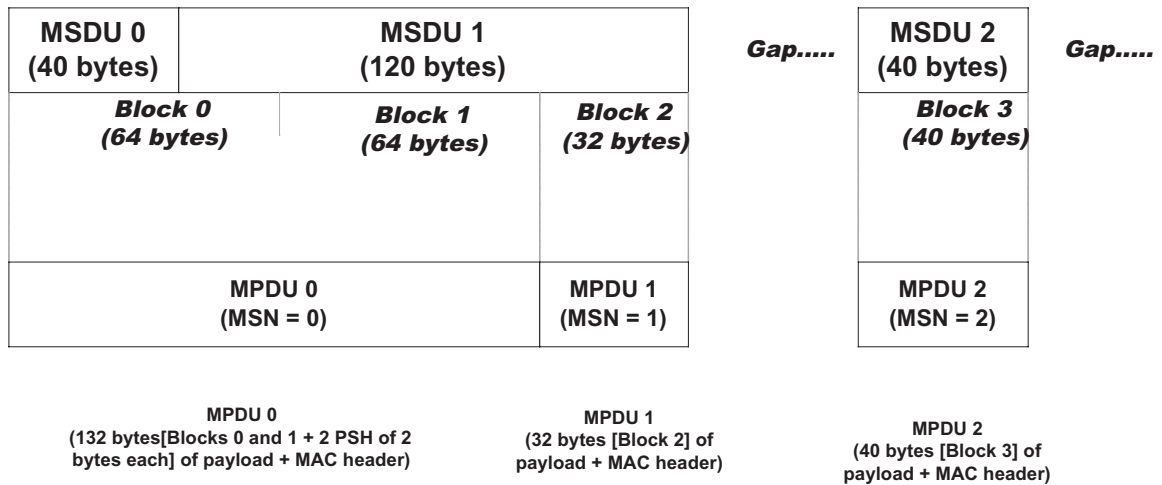 MSDU 0
(40 bytes)
MSDU 1
(120 bytes)
Gap.....
MSDU 2
(40 bytes)
Gap.....
Block 0
(64 bytes)
Block 1
(64 bytes)
Block 2
(32 bytes)
Block 3
(40 bytes)
MPDU 0
(MSN = 0)
MPDU 1
(MSN = 1)
MPDU 2
(MSN = 2)
MPDU 0
(132 bytes[Blocks 0 and 1 + 2 PSH of 2
bytes each] of payload + MAC header)
MPDU 1
(32 bytes [Block 2] of
payload + MAC header)
MPDU 2
(40 bytes [Block 3] of
payload + MAC header)